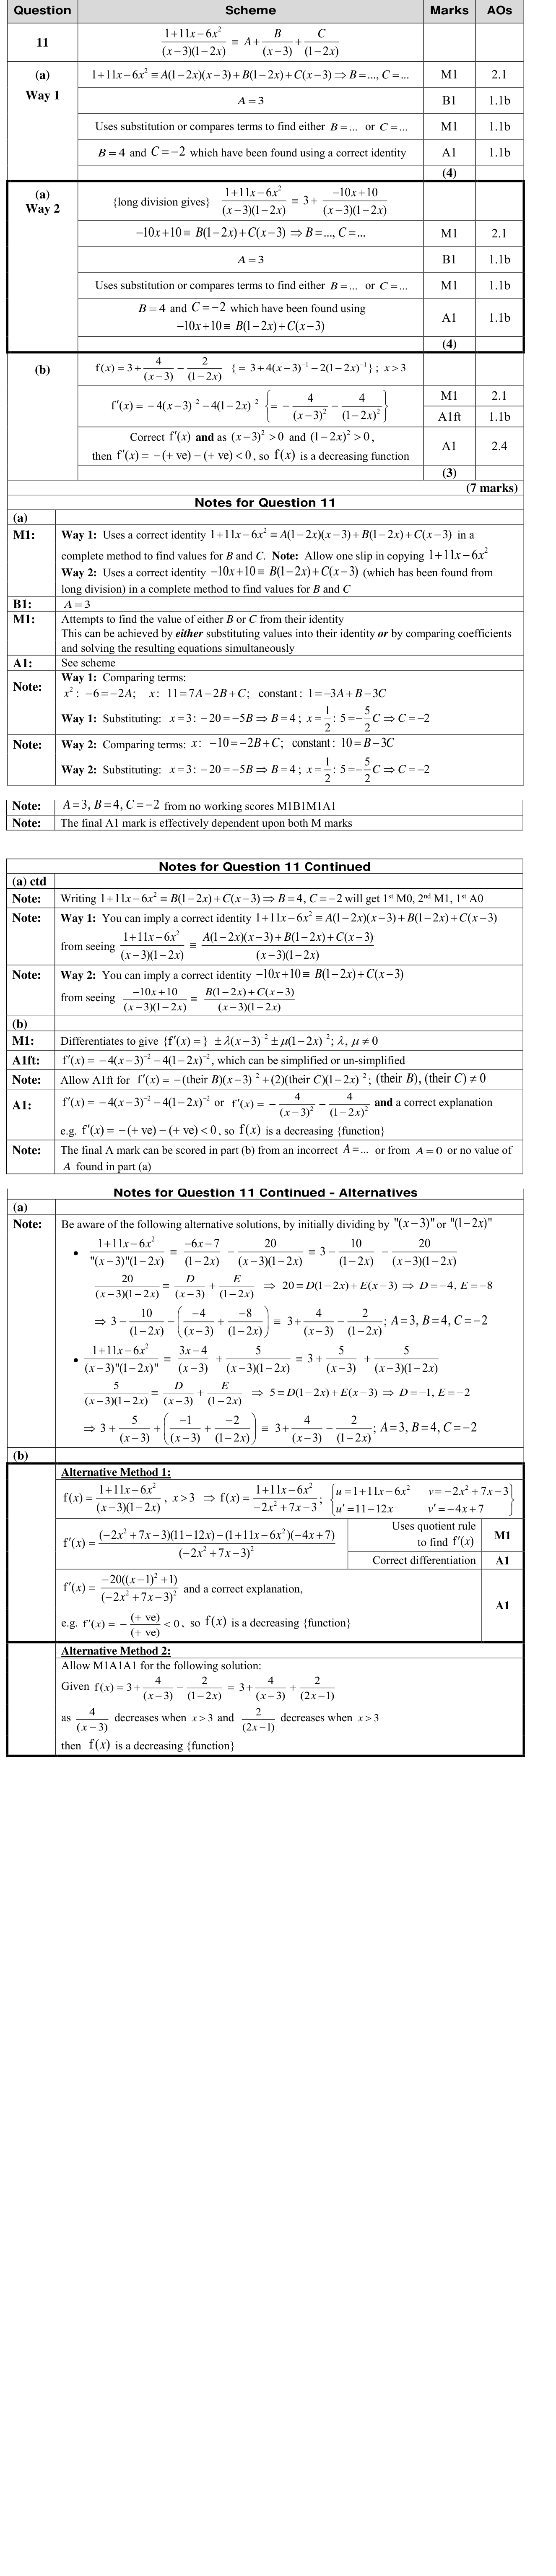 Question Scheme Marks AOs
11 (1+11x−6x²)/((x−3)(1−2x)) ≡ A + B/(x−3) + C/(1−2x)
(a) 1+11x−6x² ≡ A(1−2x)(x−3)+B(1−2x)+C(x−3) ⇒ B=..., C=... M1 2.1
Way 1
A=3 B1 1.1b
Uses substitution or compares terms to find either B=... or C=... M1 1.1b
B=4 and C=−2 which have been found using a correct identity A1 1.1b
(4)
(a)
Way 2
{long division gives} (1+11x−6x²)/((x−3)(1−2x)) ≡ 3 + (−10x+10)/((x−3)(1−2x))
−10x+10 ≡ B(1−2x)+C(x−3) ⇒ B=..., C=... M1 2.1
A=3 B1 1.1b
Uses substitution or compares terms to find either B=... or C=... M1 1.1b
B=4 and C=−2 which have been found using
−10x+10 ≡ B(1−2x)+C(x−3) A1 1.1b
(4)
(b) f(x) = 3 + 4/(x−3) − 2/(1−2x) {= 3+4(x−3)⁻¹ −2(1−2x)⁻¹}; x>3
f′(x) = −4(x−3)⁻² −4(1−2x)⁻² {= −4/(x−3)² − 4/(1−2x)²} M1 2.1
A1ft 1.1b
Correct f′(x) and as (x−3)² >0 and (1−2x)² >0,
then f′(x) = −(+ ve) −(+ ve) <0, so f(x) is a decreasing function A1 2.4
(3)
(7 marks)
Notes for Question 11
(a)
M1: Way 1: Uses a correct identity 1+11x−6x² ≡ A(1−2x)(x−3)+B(1−2x)+C(x−3) in a
complete method to find values for B and C. Note: Allow one slip in copying 1+11x−6x²
Way 2: Uses a correct identity −10x+10 ≡ B(1−2x)+C(x−3) (which has been found from
long division) in a complete method to find values for B and C
B1: A=3
M1: Attempts to find the value of either B or C from their identity
This can be achieved by either substituting values into their identity or by comparing coefficients
and solving the resulting equations simultaneously
A1: See scheme
Note: Way 1: Comparing terms:
x²: −6=−2A; x: 11=7A−2B+C; constant: 1=−3A+B−3C
Way 1: Substituting: x=3: −20=−5B ⇒ B=4; x=1/2: 5=−5/2 C ⇒ C=−2
Note: Way 2: Comparing terms: x: −10=−2B+C; constant: 10=B−3C
Way 2: Substituting: x=3: −20=−5B ⇒ B=4; x=1/2: 5=−5/2 C ⇒ C=−2
Note: A=3, B=4, C=−2 from no working scores M1B1M1A1
Note: The final A1 mark is effectively dependent upon both M marks
Notes for Question 11 Continued
(a) ctd
Note: Writing 1+11x−6x² ≡ B(1−2x)+C(x−3) ⇒ B=4, C=−2 will get 1st M0, 2nd M1, 1st A0
Note: Way 1: You can imply a correct identity 1+11x−6x² ≡ A(1−2x)(x−3)+B(1−2x)+C(x−3)
from seeing (1+11x−6x²)/((x−3)(1−2x)) ≡ (A(1−2x)(x−3)+B(1−2x)+C(x−3))/((x−3)(1−2x))
Note: Way 2: You can imply a correct identity −10x+10 ≡ B(1−2x)+C(x−3)
from seeing (−10x+10)/((x−3)(1−2x)) ≡ (B(1−2x)+C(x−3))/((x−3)(1−2x))
(b)
M1: Differentiates to give {f′(x) =} ±λ(x−3)⁻² ±μ(1−2x)⁻²; λ, μ ≠ 0
A1ft: f′(x) = −4(x−3)⁻² −4(1−2x)⁻², which can be simplified or un-simplified
Note: Allow A1ft for f′(x) = −(their B)(x−3)⁻² +(2)(their C)(1−2x)⁻²; (their B), (their C) ≠ 0
A1: f′(x) = −4(x−3)⁻² −4(1−2x)⁻² or f′(x) = −4/(x−3)² − 4/(1−2x)² and a correct explanation
e.g. f′(x) = −(+ ve) −(+ ve) <0, so f(x) is a decreasing {function}
Note: The final A mark can be scored in part (b) from an incorrect A=... or from A=0 or no value of
A found in part (a)
Notes for Question 11 Continued - Alternatives
(a)
Note: Be aware of the following alternative solutions, by initially dividing by "(x−3)" or "(1−2x)"
• (1+11x−6x²)/("(x−3)"(1−2x)) ≡ (−6x−7)/(1−2x) − 20/((x−3)(1−2x)) ≡ 3 − 10/(1−2x) − 20/((x−3)(1−2x))
20/((x−3)(1−2x)) ≡ D/(x−3) + E/(1−2x) ⇒ 20≡D(1−2x)+E(x−3) ⇒ D=−4, E=−8
⇒ 3 − 10/(1−2x) − (−4/(x−3) + −8/(1−2x)) ≡ 3 + 4/(x−3) − 2/(1−2x); A=3, B=4, C=−2
• (1+11x−6x²)/((x−3)"(1−2x)") ≡ (3x−4)/(x−3) + 5/((x−3)(1−2x)) ≡ 3 + 5/(x−3) + 5/((x−3)(1−2x))
5/((x−3)(1−2x)) ≡ D/(x−3) + E/(1−2x) ⇒ 5≡D(1−2x)+E(x−3) ⇒ D=−1, E=−2
⇒ 3 + 5/(x−3) + (−1/(x−3) + −2/(1−2x)) ≡ 3 + 4/(x−3) − 2/(1−2x); A=3, B=4, C=−2
(b)
Alternative Method 1:
f(x) = (1+11x−6x²)/((x−3)(1−2x)), x>3 ⇒ f(x) = (1+11x−6x²)/(−2x²+7x−3); {u=1+11x−6x² v=−2x²+7x−3
u′=11−12x v′=−4x+7}
f′(x) = ((−2x²+7x−3)(11−12x)−(1+11x−6x²)(−4x+7))/(−2x²+7x−3)² Uses quotient rule
to find f′(x) M1
Correct differentiation A1
f′(x) = −20((x−1)²+1)/(−2x²+7x−3)² and a correct explanation,
e.g. f′(x) = −(+ ve)/(+ ve) <0, so f(x) is a decreasing {function} A1
Alternative Method 2:
Allow M1A1A1 for the following solution:
Given f(x) = 3 + 4/(x−3) − 2/(1−2x) = 3 + 4/(x−3) + 2/(2x−1)
as 4/(x−3) decreases when x>3 and 2/(2x−1) decreases when x>3
then f(x) is a decreasing {function}